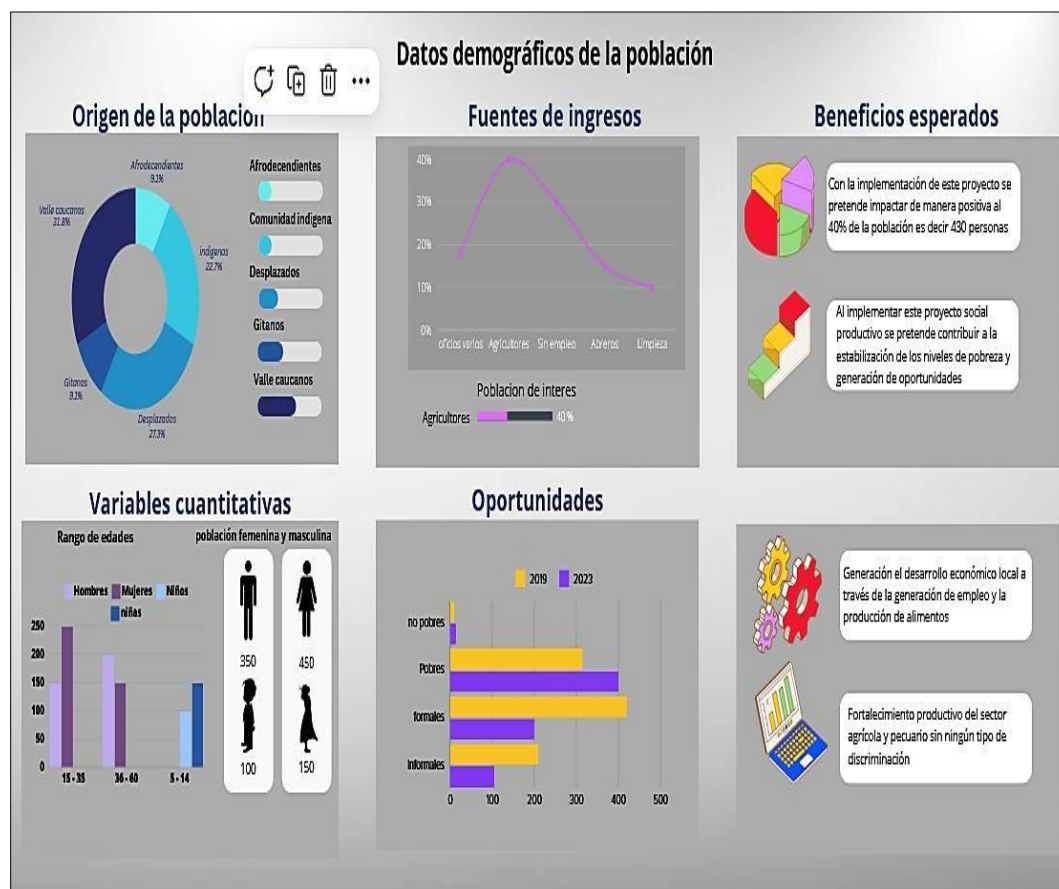 Datos demográficos de la población
Origen de la población
Afrodecendientes
9.1%
Valle caucanos
31.8%
indigenas
22.7%
Gitanos
9.1%
Desplazados
27.3%
Afrodecendientes
Comunidad indigena
Desplazados
Gitanos
Valle caucanos
Fuentes de ingresos
40%
30%
20%
10%
0%
oficios varios Agricultores Sin empleo Abreros Limpieza
Poblacion de interes
Agricultores 40 %
Beneficios esperados
Con la implementación de este proyecto se
pretende impactar de manera positiva al
40% de la población es decir 430 personas
Al implementar este proyecto social
productivo se pretende contribuir a la
estabilización de los niveles de pobreza y
generación de oportunidades
Variables cuantitativas
Rango de edades
Hombres Mujeres Niños
niñas
250
200
150
100
50
0
15 - 35 36 - 60 5 - 14
población femenina y masculina
350 450
100 150
Oportunidades
2019 2023
no pobres
Pobres
formales
Informales
0 100 200 300 400 500
Generación el desarrollo económico local a
través de la generación de empleo y la
producción de alimentos
Fortalecimiento productivo del sector
agrícola y pecuario sin ningún tipo de
discriminación